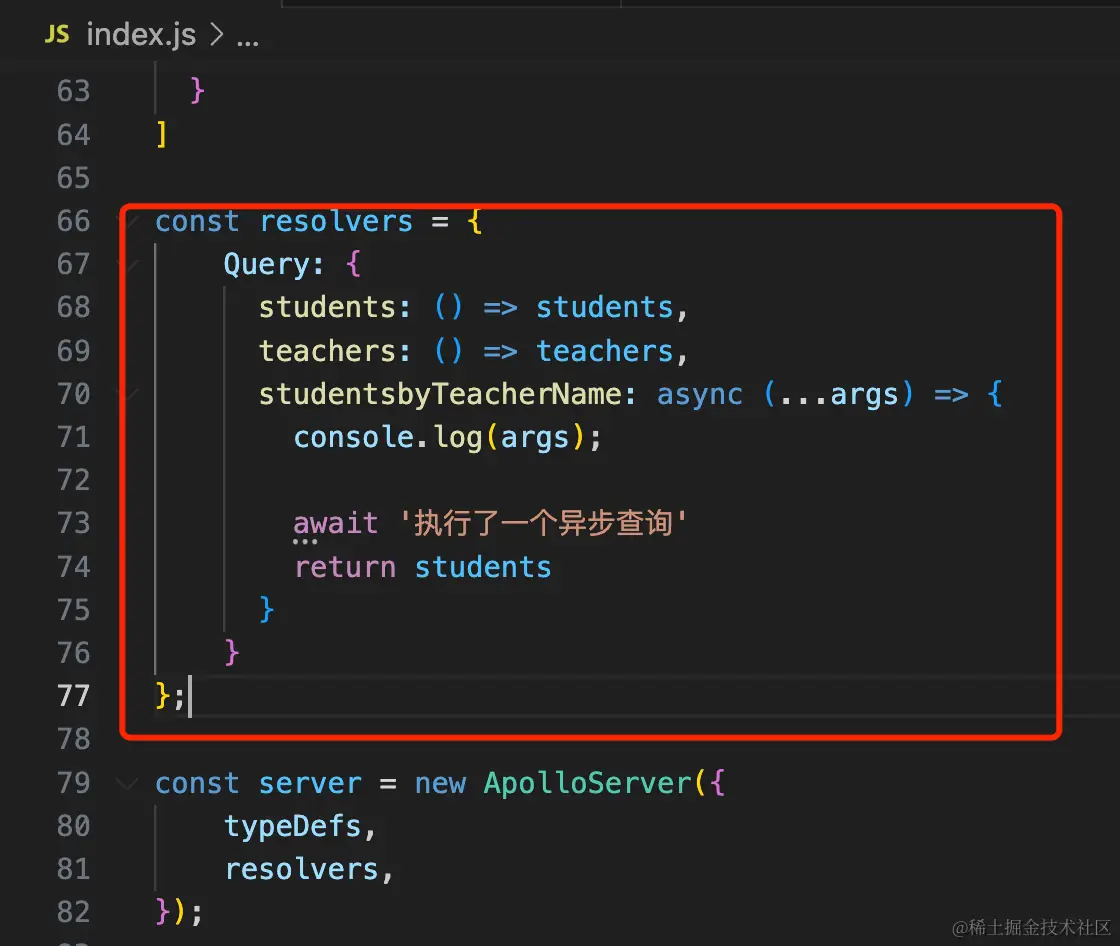 JS index.js > ...
63 }
64 ]
65
66 const resolvers = {
67 Query: {
68 students: () => students,
69 teachers: () => teachers,
70 studentsbyTeacherName: async (...args) => {
71 console.log(args);
72
73 await '执行了一个异步查询'
74 return students
75 }
76 }
77 };
78
79 const server = new ApolloServer({
80 typeDefs,
81 resolvers,
82 });
@稀土掘金技术社区